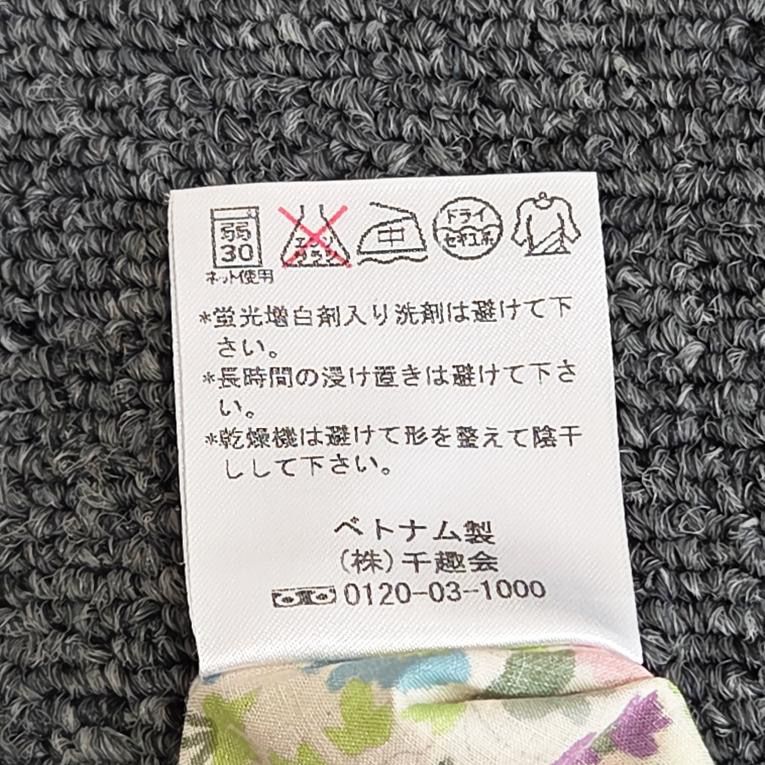 弱
30
ネット使用
エンソ
サラシ
中
ドライ
セキユ系
*蛍光増白剤入り洗剤は避けて下
さい。
*長時間の浸け置きは避けて下さ
い。
*乾燥機は避けて形を整えて陰干
ししして下さい。
ベトナム製
(株)千趣会
0120-03-1000